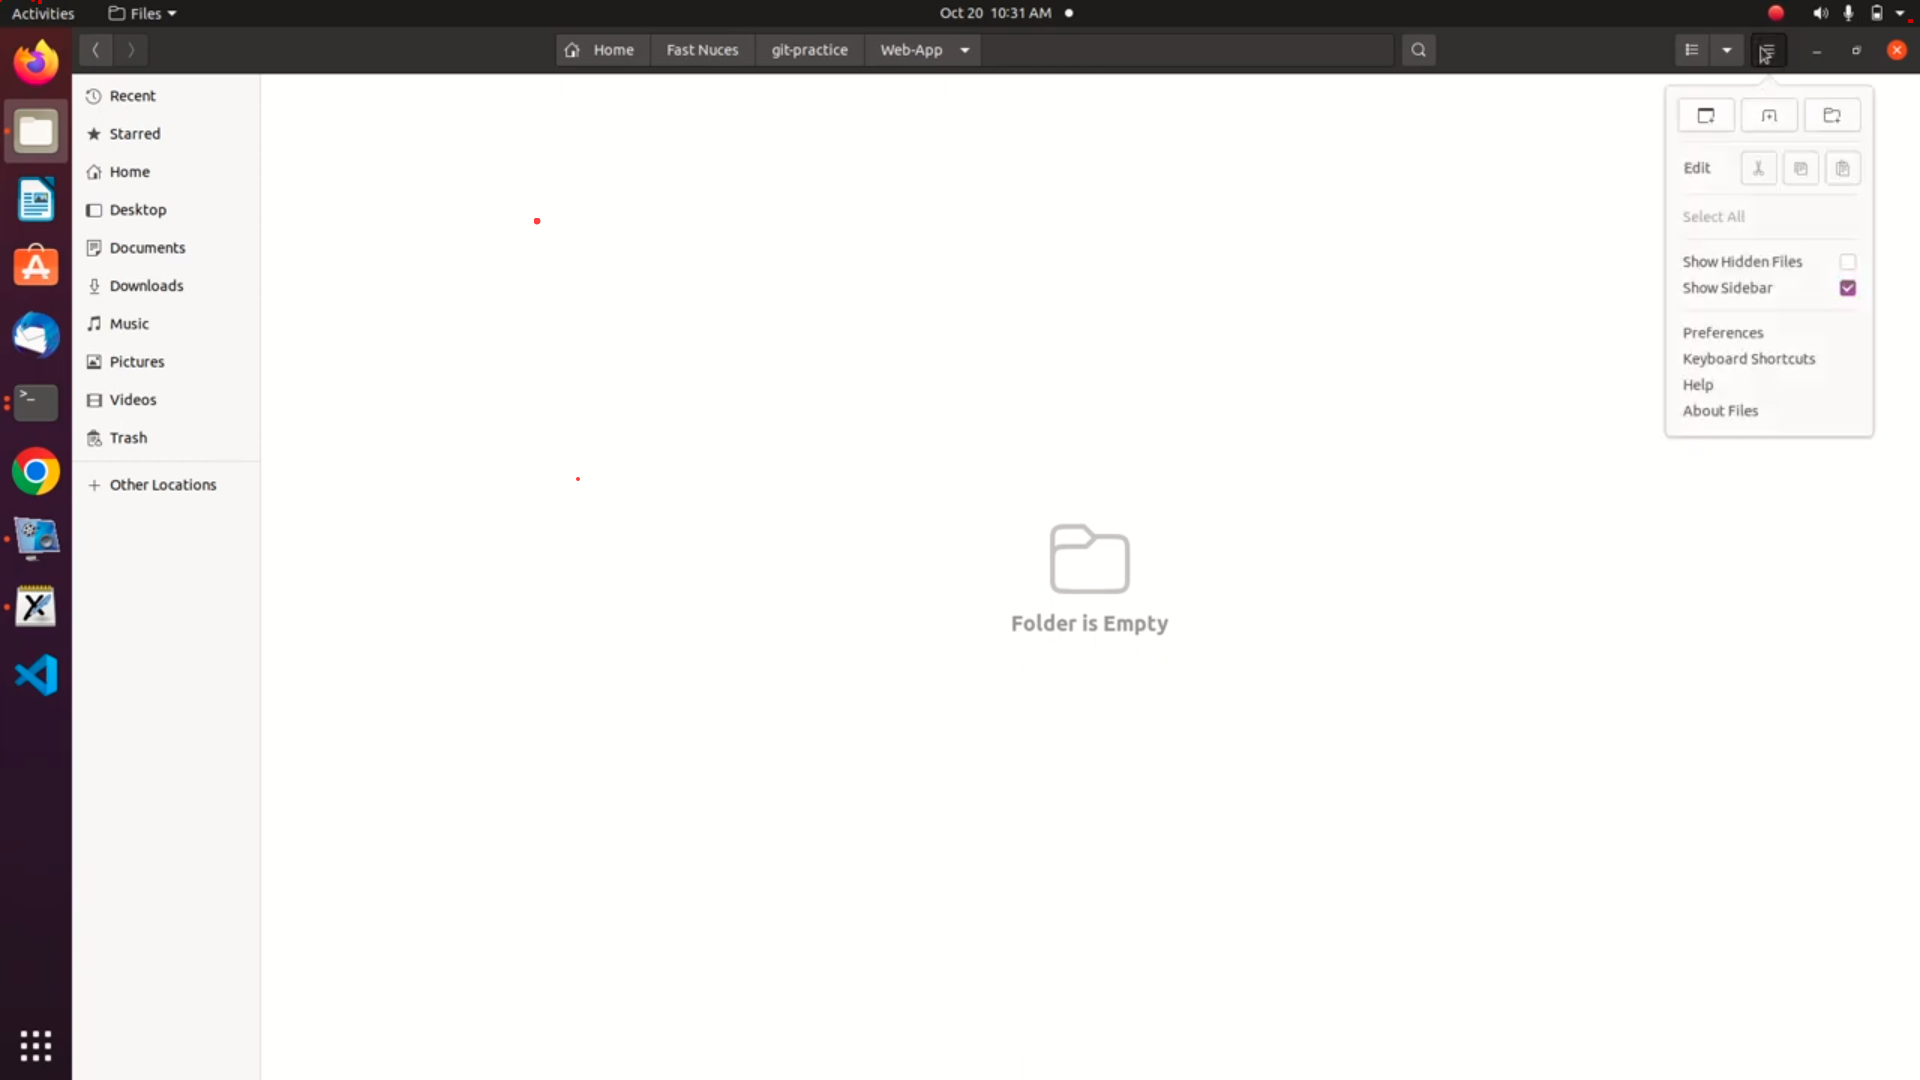 Activities Files Oct 20 10:31 AM
Home Fast Nuces git-practice Web-App
Recent
Starred
Home
Desktop
Documents
Downloads
Music
Pictures
Videos
Trash
Other Locations
Edit
Select All
Show Hidden Files
Show Sidebar
Preferences
Keyboard Shortcuts
Help
About Files
Folder is Empty